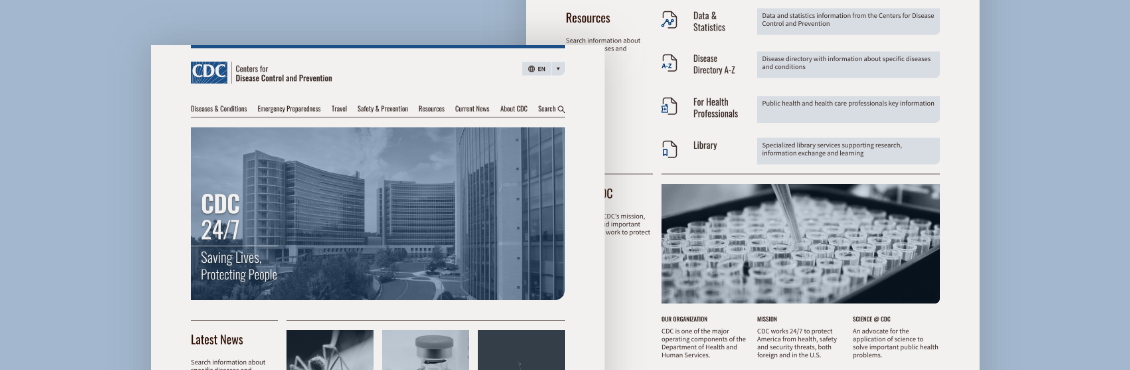 CDC
Centers for
Disease Control and Prevention
EN
Diseases & Conditions Emergency Preparedness Travel Safety & Prevention Resources Current News About CDC Search
CDC
24/7
Saving Lives,
Protecting People
Latest News
Search information about
specific diseases and
Resources
Search information about
ses and
Data &
Statistics
Data and statistics information from the Centers for Disease
Control and Prevention
A-Z
Disease
Directory A-Z
Disease directory with information about specific diseases
and conditions
For Health
Professionals
Public health and health care professionals key information
Library
Specialized library services supporting research,
information exchange and learning
DC
CDC's mission,
id important
work to protect
OUR ORGANIZATION
CDC is one of the major
operating components of the
Department of Health and
Human Services.
MISSION
CDC works 24/7 to protect
America from health, safety
and security threats, both
foreign and in the U.S.
SCIENCE @ CDC
An advocate for the
application of science to
solve important public health
problems.